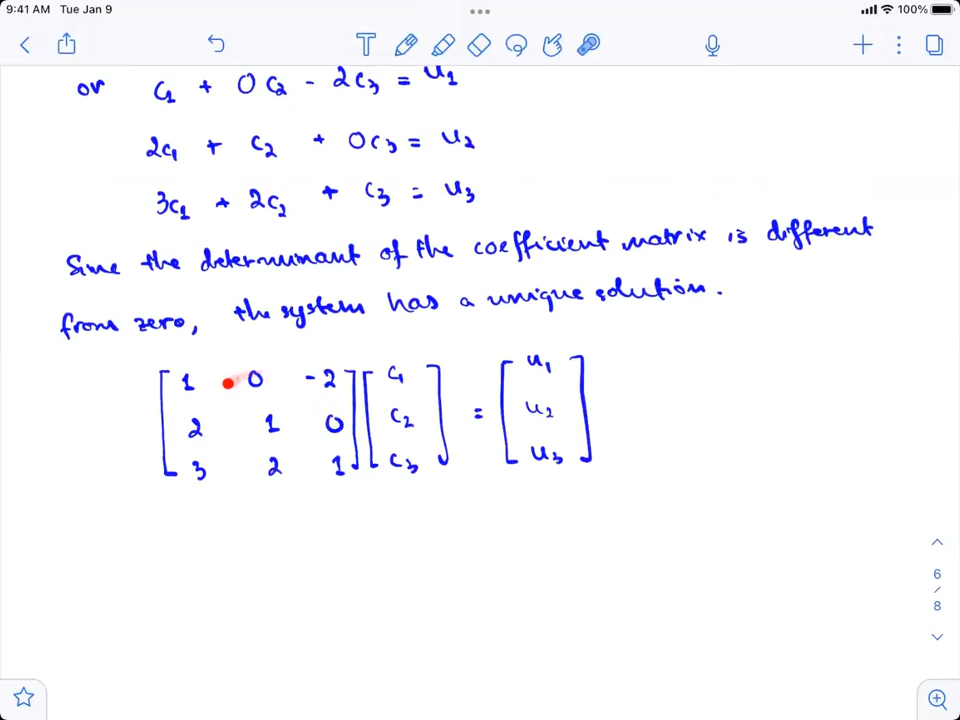 9:41 AM Tue Jan 9
100%
or c₁ + 0c₂ - 2c₃ = u₁
2c₁ + c₂ + 0c₃ = u₂
3c₁ + 2c₂ + c₃ = u₃
Sine the determinant of the coefficient matrix is different
from zero, the system has a unique solution.
[1 0 -2] [c₁] = [u₁]
[2 1 0] [c₂] [u₂]
[3 2 1] [c₃] [u₃]
6
/
8